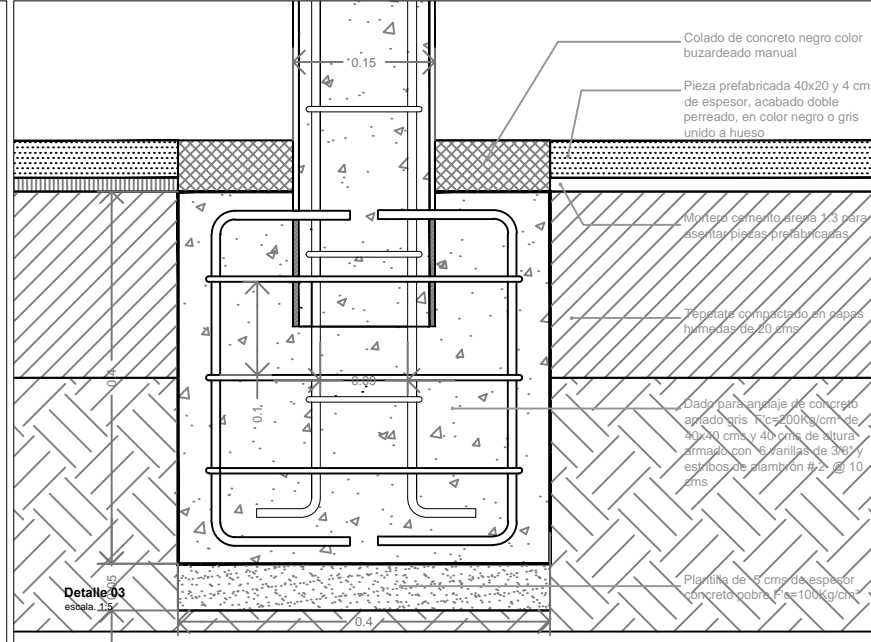 Colado de concreto negro color
buzardeado manual
0.15
Pieza prefabricada 40x20 y 4 cms
de espesor, acabado doble
perreado, en color negro o gris
unido a hueso
Mortero cemento arena 1:3 para
asentar piezas prefabricadas
Tepetate compactado en capas
humedas de 20 cms
0.4
0.09
0.1
Dado para anclaje de concreto
amado gris F'c=200Kg/cm² de
40x40 cms y 40 cms de altura
armado con 6 varillas de 3/8" y
estribos de alambrón # 2 @ 10
cms
Plantilla de 5 cms de espesor
concreto pobre F'c=100Kg/cm²
0.05
Detalle 03
escala. 1:5
0.4